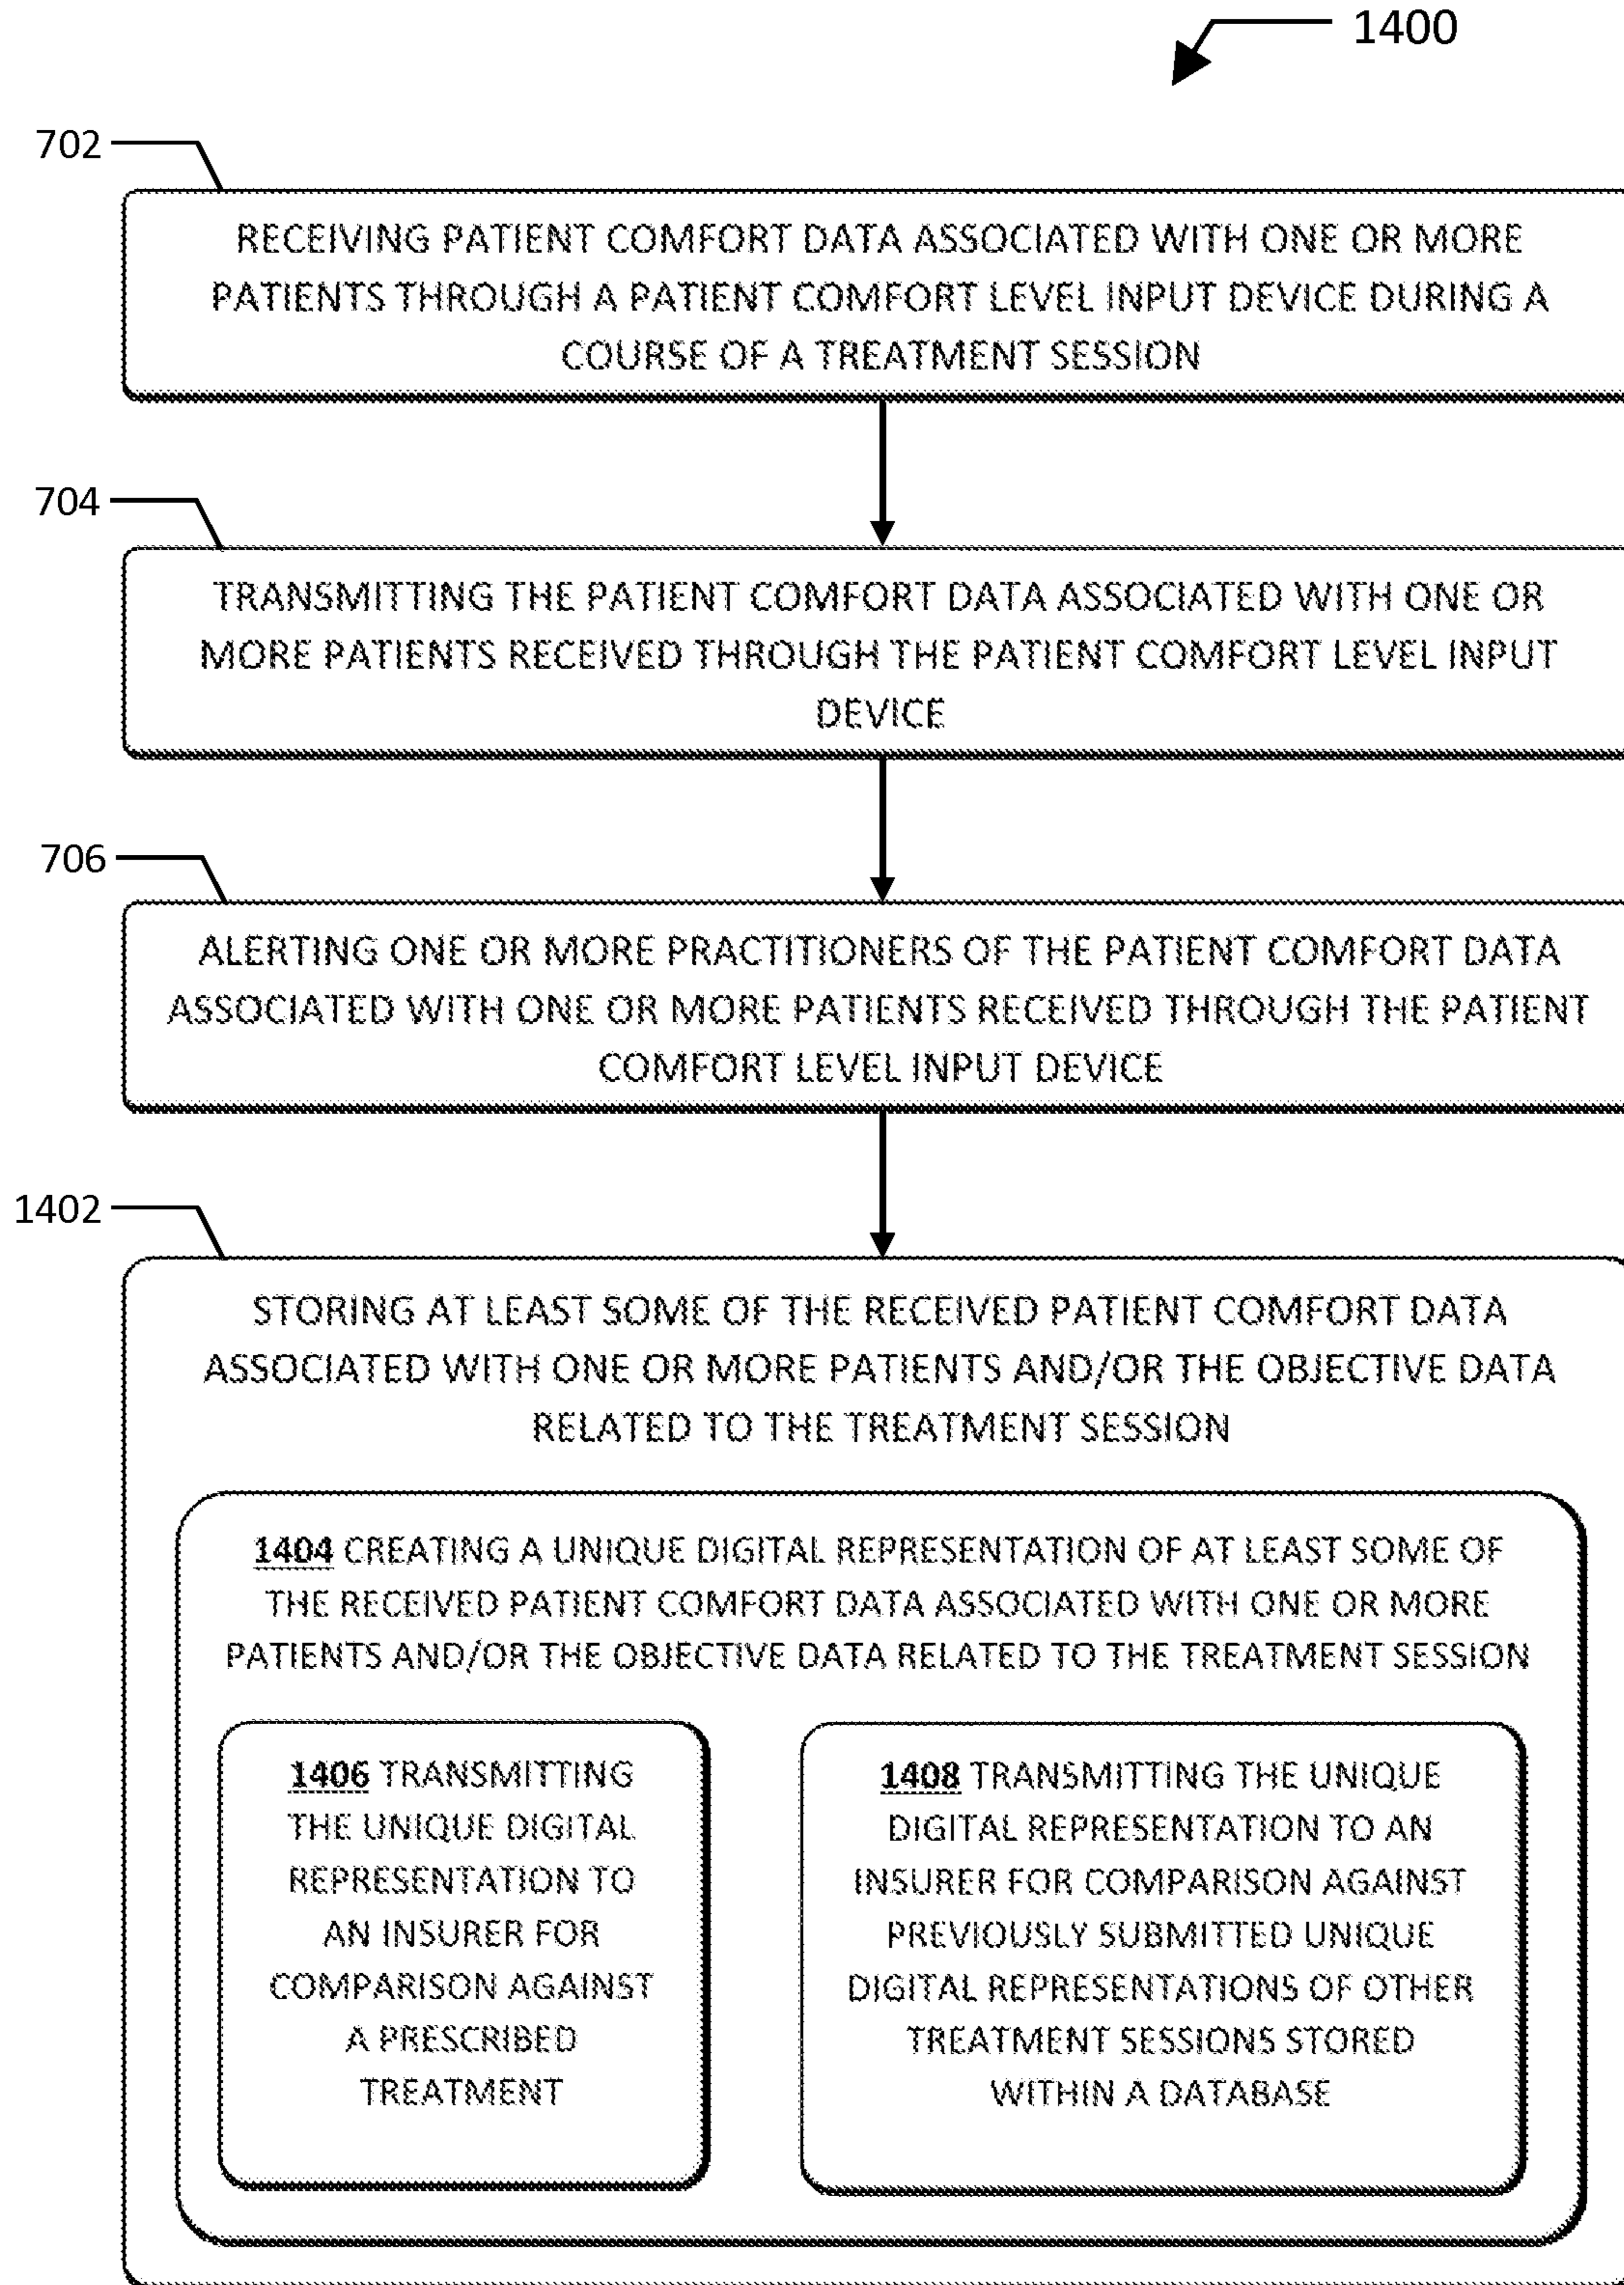 1400
702
RECEIVING PATIENT COMFORT DATA ASSOCIATED WITH ONE OR MORE
PATIENTS THROUGH A PATIENT COMFORT LEVEL INPUT DEVICE DURING A
COURSE OF A TREATMENT SESSION
704
TRANSMITTING THE PATIENT COMFORT DATA ASSOCIATED WITH ONE OR
MORE PATIENTS RECEIVED THROUGH THE PATIENT COMFORT LEVEL INPUT
DEVICE
706
ALERTING ONE OR MORE PRACTITIONERS OF THE PATIENT COMFORT DATA
ASSOCIATED WITH ONE OR MORE PATIENTS RECEIVED THROUGH THE PATIENT
COMFORT LEVEL INPUT DEVICE
1402
STORING AT LEAST SOME OF THE RECEIVED PATIENT COMFORT DATA
ASSOCIATED WITH ONE OR MORE PATIENTS AND/OR THE OBJECTIVE DATA
RELATED TO THE TREATMENT SESSION
1404 CREATING A UNIQUE DIGITAL REPRESENTATION OF AT LEAST SOME OF
THE RECEIVED PATIENT COMFORT DATA ASSOCIATED WITH ONE OR MORE
PATIENTS AND/OR THE OBJECTIVE DATA RELATED TO THE TREATMENT SESSION
1406 TRANSMITTING
THE UNIQUE DIGITAL
REPRESENTATION TO
AN INSURER FOR
COMPARISON AGAINST
A PRESCRIBED
TREATMENT
1408 TRANSMITTING THE UNIQUE
DIGITAL REPRESENTATION TO AN
INSURER FOR COMPARISON AGAINST
PREVIOUSLY SUBMITTED UNIQUE
DIGITAL REPRESENTATIONS OF OTHER
TREATMENT SESSIONS STORED
WITHIN A DATABASE